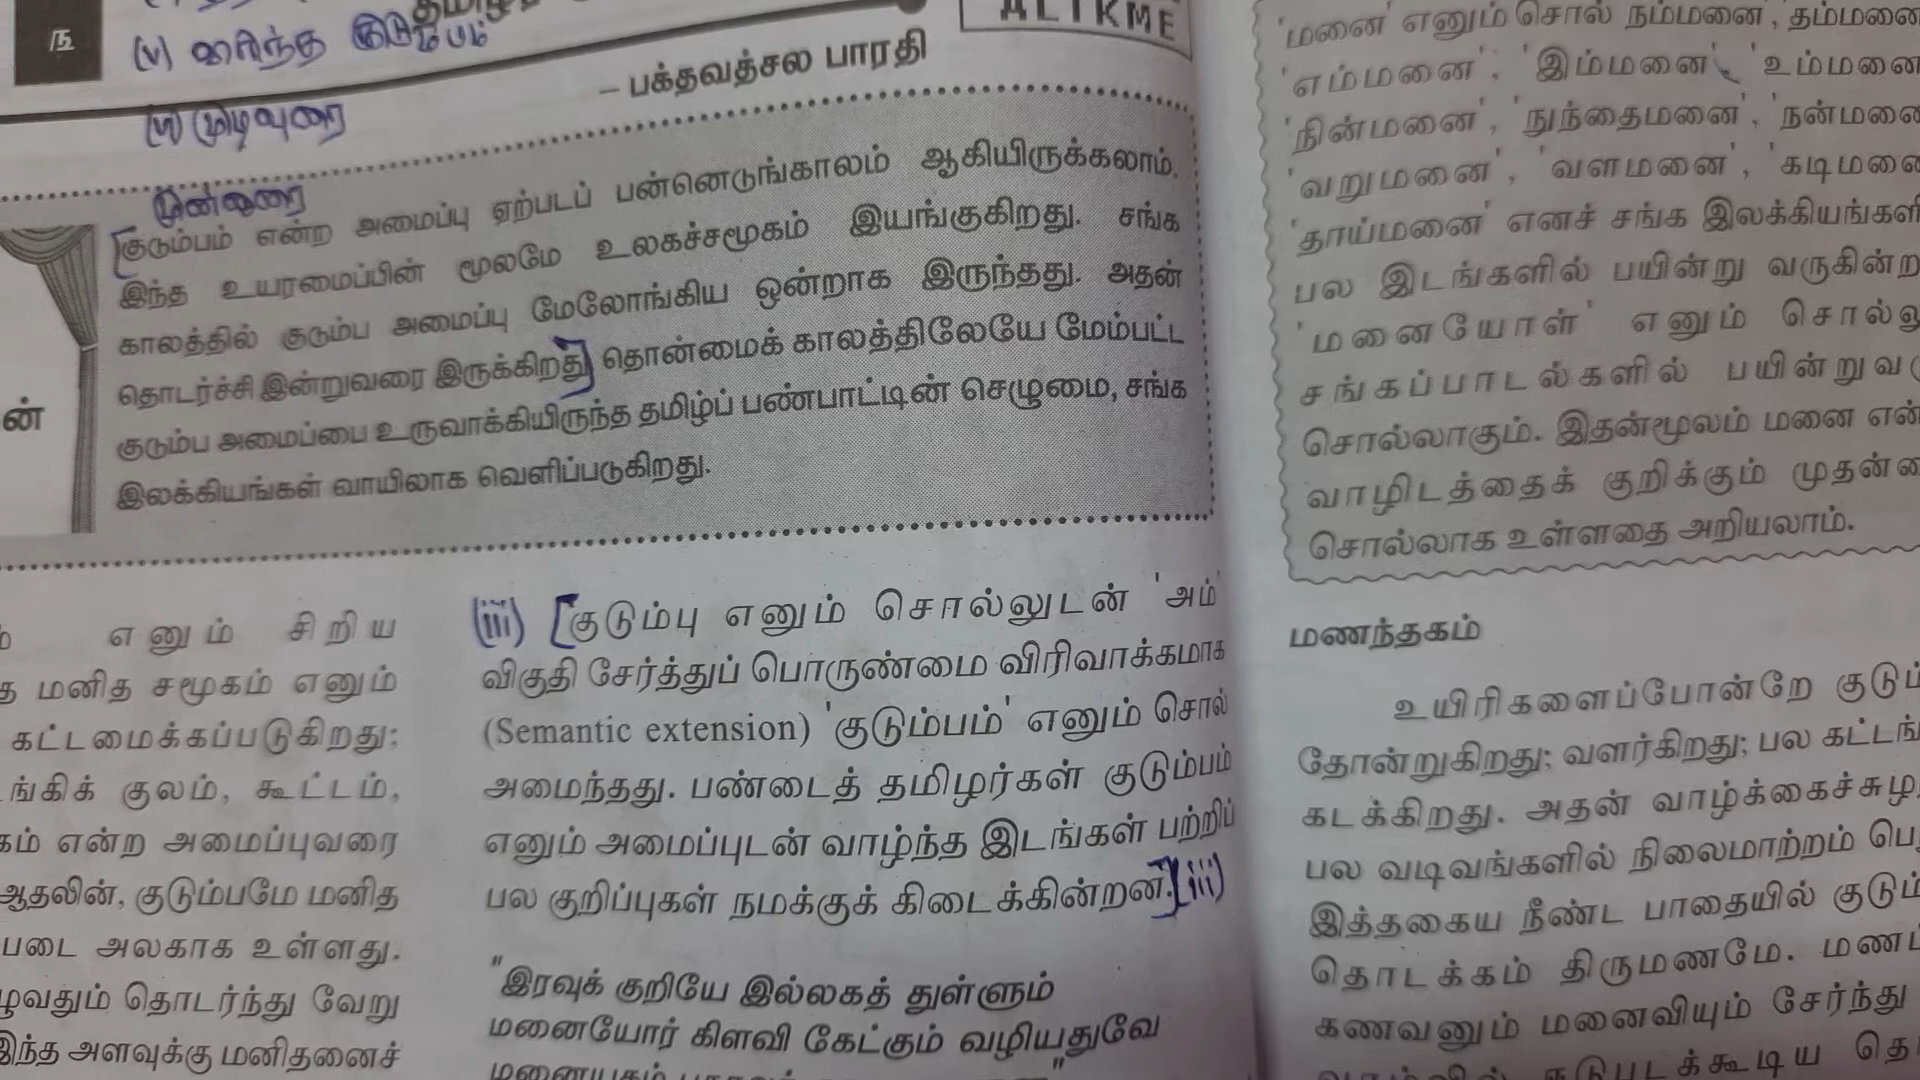 ந
(v) விரிந்த குடும்பம்
(vi) முடிவுரை
ALIKME
– பக்தவத்சல பாரதி
முன்னுரை
[குடும்பம் என்ற அமைப்பு ஏற்படப் பன்னெடுங்காலம் ஆகியிருக்கலாம்.
இந்த உயரமைப்பின் மூலமே உலகச்சமூகம் இயங்குகிறது. சங்க
காலத்தில் குடும்ப அமைப்பு மேலோங்கிய ஒன்றாக இருந்தது. அதன்
தொடர்ச்சி இன்றுவரை இருக்கிறது] தொன்மைக் காலத்திலேயே மேம்பட்ட
குடும்ப அமைப்பை உருவாக்கியிருந்த தமிழ்ப் பண்பாட்டின் செழுமை, சங்க
இலக்கியங்கள் வாயிலாக வெளிப்படுகிறது.
ன்
எனும் சிறிய
த மனித சமூகம் எனும்
கட்டமைக்கப்படுகிறது;
ங்கிக் குலம், கூட்டம்,
கம் என்ற அமைப்புவரை
ஆதலின், குடும்பமே மனித
படை அலகாக உள்ளது.
ழுவதும் தொடர்ந்து வேறு
இந்த அளவுக்கு மனிதனைச்
(iii) [குடும்பு எனும் சொல்லுடன் 'அம்'
விகுதி சேர்த்துப் பொருண்மை விரிவாக்கமாக
(Semantic extension) 'குடும்பம்' எனும் சொல்
அமைந்தது. பண்டைத் தமிழர்கள் குடும்பம்
எனும் அமைப்புடன் வாழ்ந்த இடங்கள் பற்றிப்
பல குறிப்புகள் நமக்குக் கிடைக்கின்றன.](iii)
"இரவுக் குறியே இல்லகத் துள்ளும்
மனையோர் கிளவி கேட்கும் வழியதுவே
'மனை' எனும் சொல் நம்மனை', 'தம்மனை
'எம்மனை', 'இம்மனை', 'உம்மனை
'நின்மனை', 'நுந்தைமனை', 'நன்மனை
'வறுமனை', 'வளமனை', 'கடிமனை
'தாய்மனை' எனச் சங்க இலக்கியங்களி
பல இடங்களில் பயின்று வருகின்ற
'மனையோள்' எனும் சொல்லு
சங்கப்பாடல்களில் பயின்றுவ
சொல்லாகும். இதன்மூலம் மனை என்
வாழிடத்தைக் குறிக்கும் முதன்மை
சொல்லாக உள்ளதை அறியலாம்.
மணந்தகம்
உயிரிகளைப்போன்றே குடும்
தோன்றுகிறது; வளர்கிறது; பல கட்டங்
கடக்கிறது. அதன் வாழ்க்கைச்சுழ
பல வடிவங்களில் நிலைமாற்றம் பெ
இத்தகைய நீண்ட பாதையில் குடும்
தொடக்கம் திருமணமே. மண
கணவனும் மனைவியும் சேர்ந்து